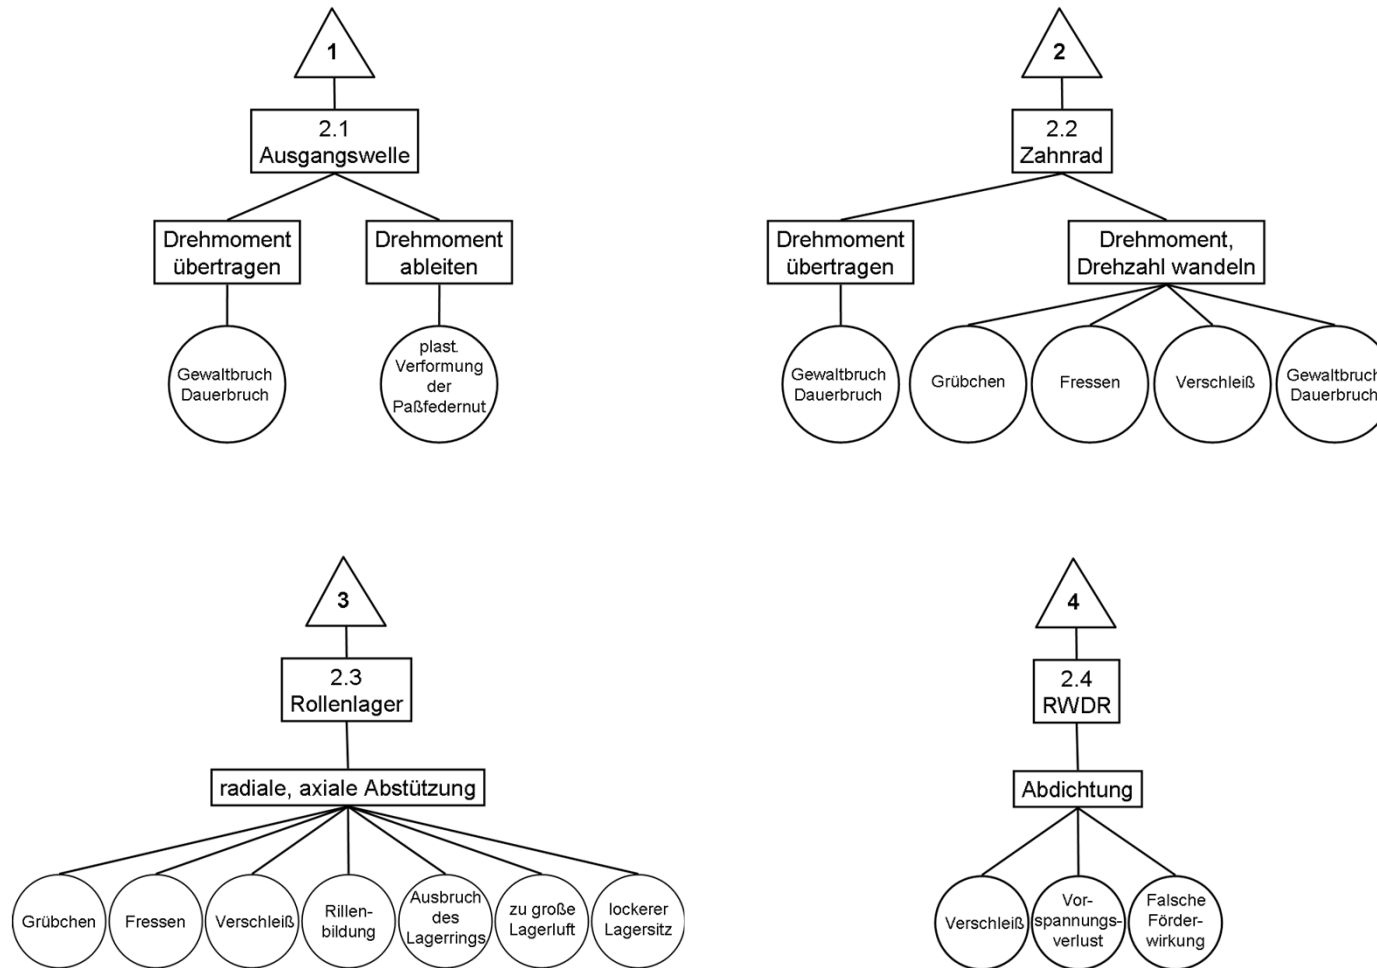 1
2.1
Ausgangswelle
Drehmoment
übertragen
Drehmoment
ableiten
Gewaltbruch
Dauerbruch
plast.
Verformung
der
Paßfedernut
2
2.2
Zahnrad
Drehmoment
übertragen
Drehmoment,
Drehzahl wandeln
Gewaltbruch
Dauerbruch
Grübchen
Fressen
Verschleiß
Gewaltbruch
Dauerbruch
3
2.3
Rollenlager
radiale, axiale Abstützung
Grübchen
Fressen
Verschleiß
Rillen-
bildung
Ausbruch
des
Lagerrings
zu große
Lagerluft
lockerer
Lagersitz
4
2.4
RWDR
Abdichtung
Verschleiß
Vor-
spannungs-
verlust
Falsche
Förder-
wirkung